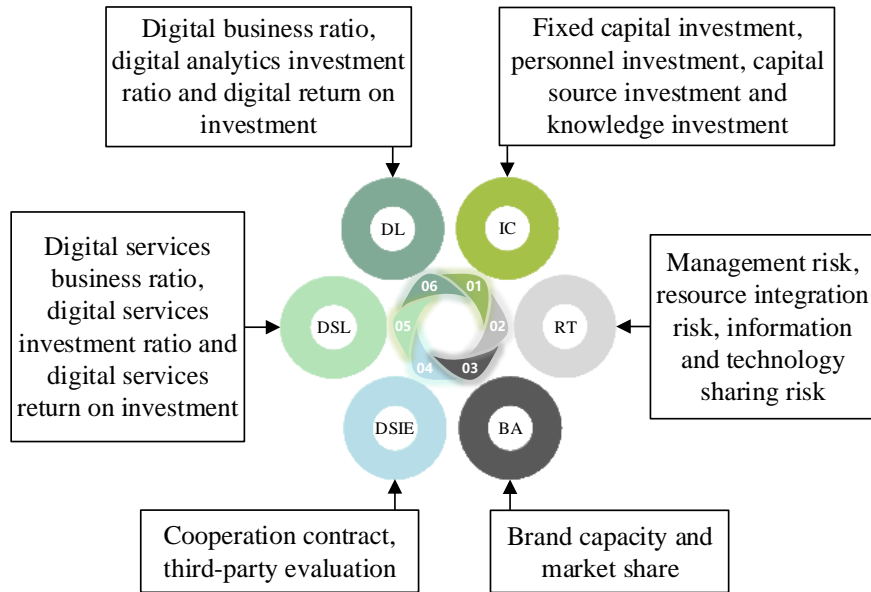 Digital business ratio,
digital analytics investment
ratio and digital return on
investment
Fixed capital investment,
personnel investment, capital
source investment and
knowledge investment
DL
IC
Digital services
business ratio,
digital services
investment ratio and
digital services
return on investment
06
01
05
02
04
03
DSL
RT
Management risk,
resource integration
risk, information
and technology
sharing risk
DSIE
BA
Cooperation contract,
third-party evaluation
Brand capacity and
market share